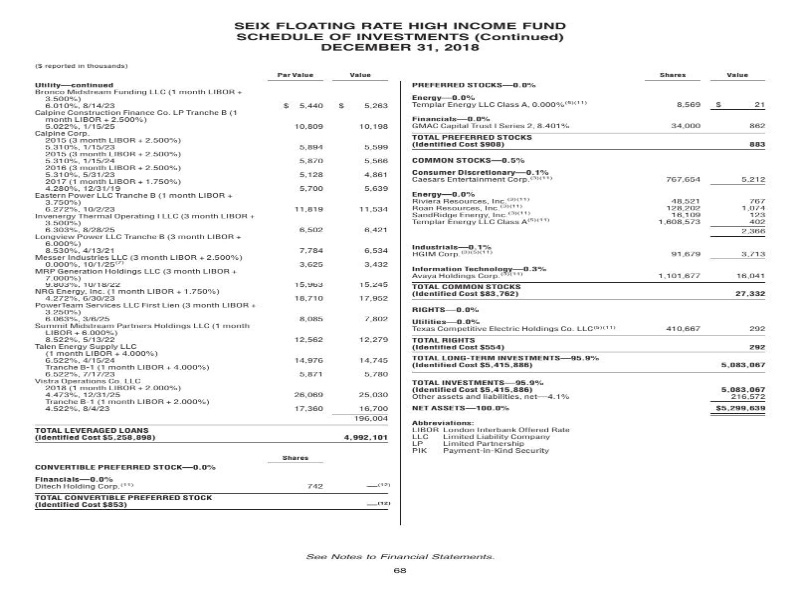 SEIX FLOATING RATE HIGH INCOME FUND
SCHEDULE OF INVESTMENTS (Continued)
DECEMBER 31, 2018
($ reported in thousands)
Par Value Value
Utility—continued
Bronco Midstream Funding LLC (1 month LIBOR +
3.500%)
6.010%, 8/14/23 $ 5,440 $ 5,263
Calpine Construction Finance Co. LP Tranche B (1
month LIBOR + 2.500%)
5.022%, 1/15/25 10,809 10,198
Calpine Corp.
2015 (3 month LIBOR + 2.500%)
5.310%, 1/15/23 5,894 5,599
2015 (3 month LIBOR + 2.500%)
5.310%, 1/15/24 5,870 5,566
2016 (3 month LIBOR + 2.500%)
5.310%, 5/31/23 5,128 4,861
2017 (1 month LIBOR + 1.750%)
4.280%, 12/31/19 5,700 5,639
Eastern Power LLC Tranche B (1 month LIBOR +
3.750%)
6.272%, 10/2/23 11,819 11,534
Invenergy Thermal Operating I LLC (3 month LIBOR +
3.500%)
6.303%, 8/28/25 6,502 6,421
Longview Power LLC Tranche B (3 month LIBOR +
6.000%)
8.530%, 4/13/21 7,784 6,534
Messer Industries LLC (3 month LIBOR + 2.500%)
0.000%, 10/1/25(7) 3,625 3,432
MRP Generation Holdings LLC (3 month LIBOR +
7.000%)
9.803%, 10/18/22 15,963 15,245
NRG Energy, Inc. (1 month LIBOR + 1.750%)
4.272%, 6/30/23 18,710 17,952
PowerTeam Services LLC First Lien (3 month LIBOR +
3.250%)
6.063%, 3/6/25 8,085 7,802
Summit Midstream Partners Holdings LLC (1 month
LIBOR + 6.000%)
8.522%, 5/13/22 12,562 12,279
Talen Energy Supply LLC
(1 month LIBOR + 4.000%)
6.522%, 4/15/24 14,976 14,745
Tranche B-1 (1 month LIBOR + 4.000%)
6.522%, 7/17/23 5,871 5,780
Vistra Operations Co. LLC
2018 (1 month LIBOR + 2.000%)
4.473%, 12/31/25 26,069 25,030
Tranche B-1 (1 month LIBOR + 2.000%)
4.522%, 8/4/23 17,360 16,700
196,004
TOTAL LEVERAGED LOANS
(Identified Cost $5,258,898) 4,992,101
Shares
CONVERTIBLE PREFERRED STOCK—0.0%
Financials—0.0%
Ditech Holding Corp.(11) 742 —(12)
TOTAL CONVERTIBLE PREFERRED STOCK
(Identified Cost $853) —(12)
Shares Value
PREFERRED STOCKS—0.0%
Energy—0.0%
Templar Energy LLC Class A, 0.000%(5)(11) 8,569 $ 21
Financials—0.0%
GMAC Capital Trust I Series 2, 8.401% 34,000 862
TOTAL PREFERRED STOCKS
(Identified Cost $908) 883
COMMON STOCKS—0.5%
Consumer Discretionary—0.1%
Caesars Entertainment Corp. 767,654 5,212
Energy—0.0%
Riviera Resources, Inc. 48,521 767
Roan Resources, Inc. 128,202 1,074
SandRidge Energy, Inc. 16,109 123
Templar Energy LLC Class A(5)(11) 1,608,573 402
2,366
Industrials—0.1%
HGIM Corp. 91,679 3,713
Information Technology—0.3%
Avaya Holdings Corp. 1,101,677 16,041
TOTAL COMMON STOCKS
(Identified Cost $83,762) 27,332
RIGHTS—0.0%
Utilities—0.0%
Texas Competitive Electric Holdings Co. LLC(5)(11) 410,667 292
TOTAL RIGHTS
(Identified Cost $554) 292
TOTAL LONG-TERM INVESTMENTS—95.9%
(Identified Cost $5,415,886) 5,083,067
TOTAL INVESTMENTS—95.9%
(Identified Cost $5,415,886) 5,083,067
Other assets and liabilities, net—4.1% 216,572
NET ASSETS—100.0% $5,299,639
Abbreviations:
LIBOR London Interbank Offered Rate
LLC Limited Liability Company
LP Limited Partnership
PIK Payment-in-Kind Security
See Notes to Financial Statements.
68